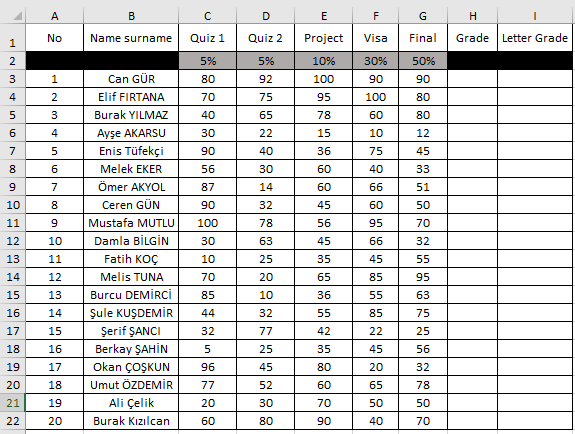 A B C D E F G H I
1 No Name surname Quiz 1 Quiz 2 Project Visa Final Grade Letter Grade
2 5% 5% 10% 30% 50%
3 1 Can GÜR 80 92 100 90 90
4 2 Elif FIRTANA 70 75 95 100 80
5 3 Burak YILMAZ 40 65 78 60 80
6 4 Ayşe AKARSU 30 22 15 10 12
7 5 Enis Tüfekçi 90 40 36 75 45
8 6 Melek EKER 56 30 60 40 33
9 7 Ömer AKYOL 87 14 60 66 51
10 8 Ceren GÜN 90 32 45 60 50
11 9 Mustafa MUTLU 100 78 56 95 70
12 10 Damla BİLGİN 30 63 45 66 32
13 11 Fatih KOÇ 10 25 35 45 55
14 12 Melis TUNA 70 20 65 85 95
15 13 Burcu DEMİRCİ 85 10 36 55 63
16 14 Şule KUŞDEMİR 44 32 55 85 75
17 15 Şerif ŞANCI 32 77 42 22 25
18 16 Berkay ŞAHİN 5 25 35 45 56
19 17 Okan ÇOŞKUN 96 45 80 20 32
20 18 Umut ÖZDEMİR 77 52 60 65 78
21 19 Ali Çelik 20 30 70 50 50
22 20 Burak Kızılcan 60 80 90 40 70